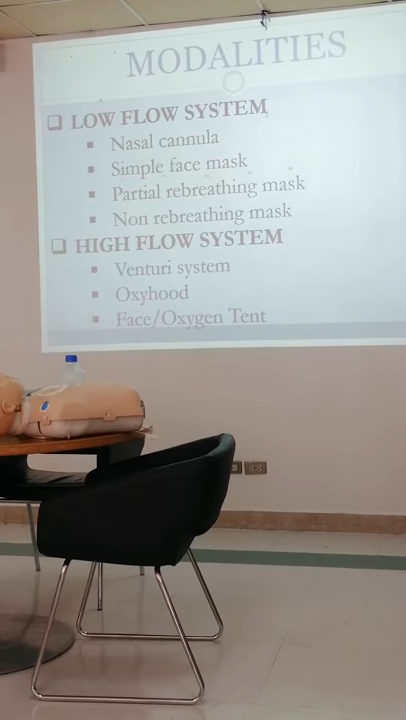 MODALITIES
LOW FLOW SYSTEM
Nasal cannula
Simple face mask
Partial rebreathing mask
Non rebreathing mask
HIGH FLOW SYSTEM
Venturi system
Oxyhood
Face/Oxygen Tent